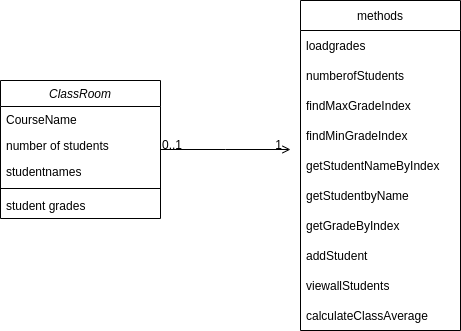 ClassRoom
CourseName
number of students
studentnames
student grades
0..1
1
methods
loadgrades
numberofStudents
findMaxGradeIndex
findMinGradeIndex
getStudentNameByIndex
getStudentbyName
getGradeByIndex
addStudent
viewallStudents
calculateClassAverage